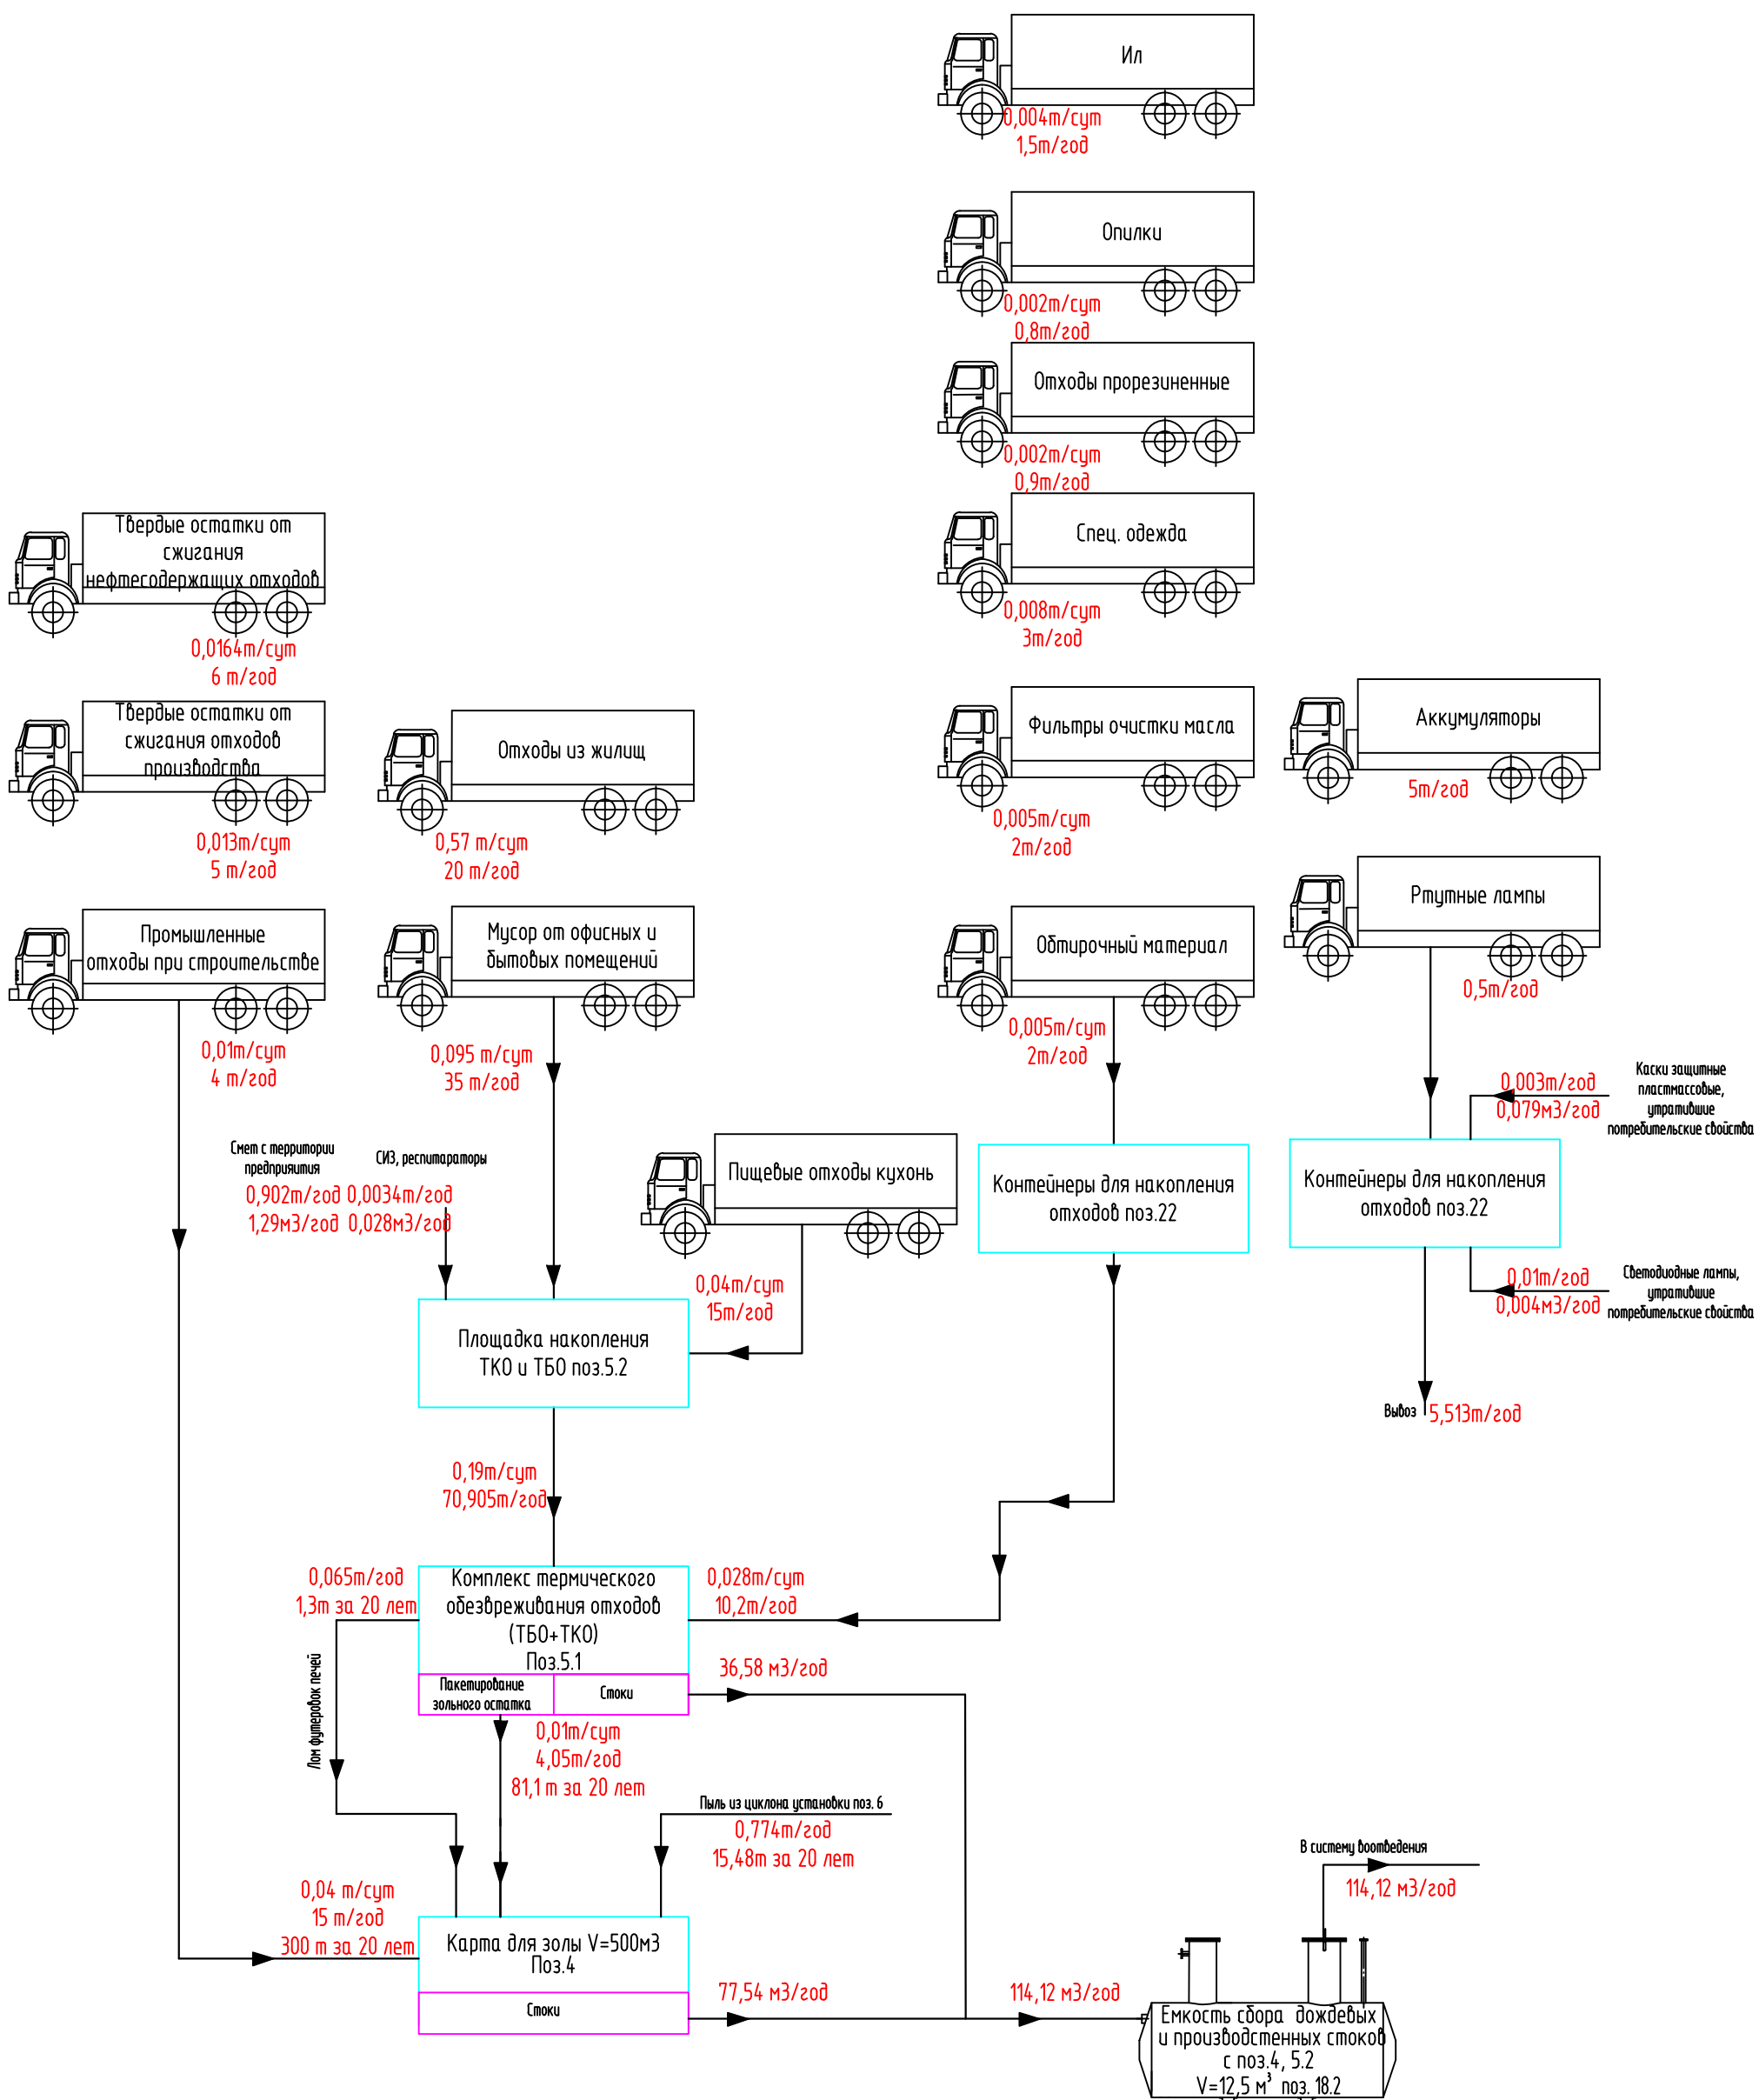 Ил
0,004т/сут
1,5т/год
Опилки
0,002т/сут
0,8т/год
Отходы прорезиненные
0,002т/сут
0,9т/год
Спец. одежда
0,008т/сут
3т/год
Твердые остатки от
сжигания
нефтесодержащих отходов
0,0164т/сут
6 т/год
Твердые остатки от
сжигания отходов
производства
0,013т/сут
5 т/год
Отходы из жилищ
0,57 т/сут
20 т/год
Фильтры очистки масла
0,005т/сут
2т/год
Аккумуляторы
5т/год
Промышленные
отходы при строительстве
0,01т/сут
4 т/год
Мусор от офисных и
бытовых помещений
0,095 т/сут
35 т/год
Обтирочный материал
0,005т/сут
2т/год
Ртутные лампы
0,5т/год
Каски защитные
пластмассовые,
утратившие
потребительские свойства
0,003т/год
0,079м3/год
Смет с территории
предприяития
0,902т/год
1,29м3/год
СИЗ, респитараторы
0,0034т/год
0,028м3/год
Пищевые отходы кухонь
0,04т/сут
15т/год
Контейнеры для накопления
отходов поз.22
Контейнеры для накопления
отходов поз.22
Светодиодные лампы,
утратившие
потребительские свойства
0,01т/год
0,004м3/год
Площадка накопления
ТКО и ТБО поз.5.2
Вывоз
5,513т/год
0,19т/сут
70,905т/год
0,065т/год
1,3т за 20 лет
Комплекс термического
обезвреживания отходов
(ТБО+ТКО)
Поз.5.1
0,028т/сут
10,2т/год
Пакетирование
зольного остатка
Стоки
36,58 м3/год
Лом футеровок печей
0,01т/сут
4,05т/год
81,1 т за 20 лет
Пыль из циклона установки поз. 6
0,774т/год
15,48т за 20 лет
В систему воотведения
114,12 м3/год
0,04 т/сут
15 т/год
300 т за 20 лет
Карта для золы V=500м3
Поз.4
Стоки
77,54 м3/год
114,12 м3/год
Емкость сбора дождевых
и производстенных стоков
с поз.4, 5.2
V=12,5 м³ поз. 18.2